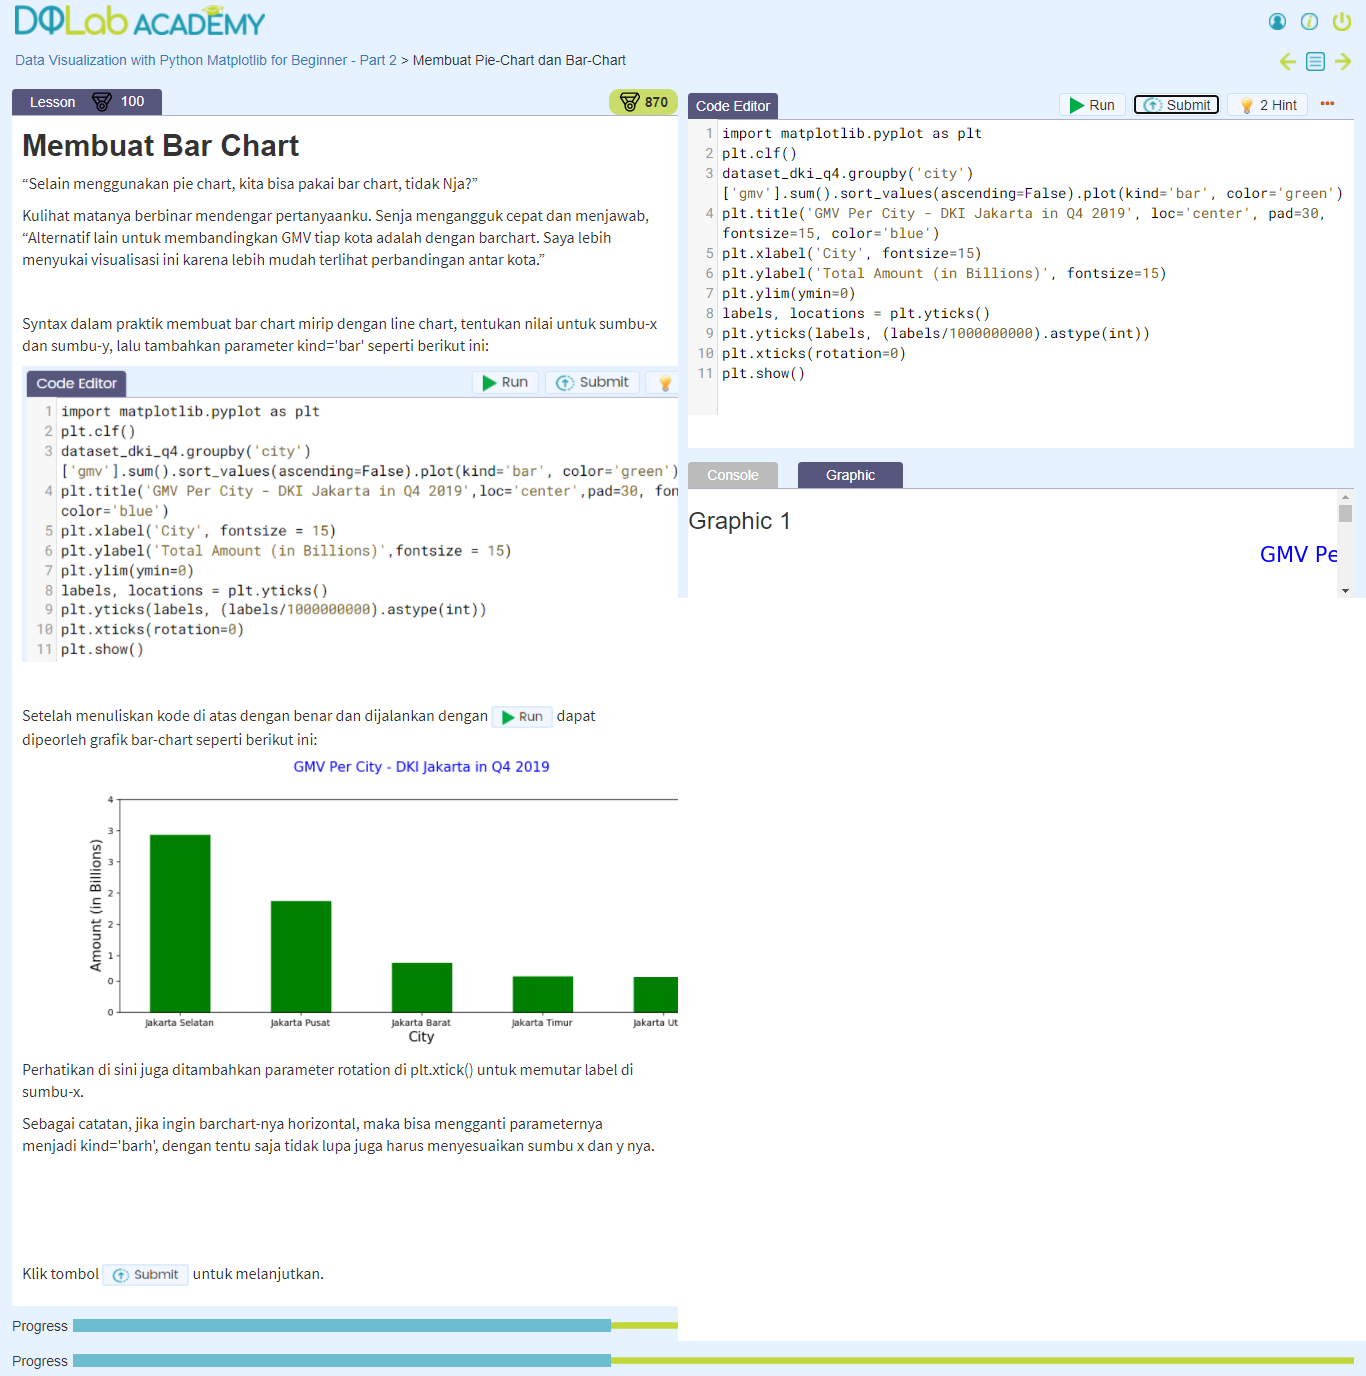 DQLab ACADEMY
Data Visualization with Python Matplotlib for Beginner - Part 2 > Membuat Pie-Chart dan Bar-Chart
Lesson 100
870
Membuat Bar Chart
“Selain menggunakan pie chart, kita bisa pakai bar chart, tidak Nja?”
Kulihat matanya berbinar mendengar pertanyaanku. Senja mengangguk cepat dan menjawab,
“Alternatif lain untuk membandingkan GMV tiap kota adalah dengan barchart. Saya lebih
menyukai visualisasi ini karena lebih mudah terlihat perbandingan antar kota.”
Syntax dalam praktik membuat bar chart mirip dengan line chart, tentukan nilai untuk sumbu-x
dan sumbu-y, lalu tambahkan parameter kind='bar' seperti berikut ini:
Code Editor
Run
Submit
1 import matplotlib.pyplot as plt
2 plt.clf()
3 dataset_dki_q4.groupby('city')
['gmv'].sum().sort_values(ascending=False).plot(kind='bar', color='green')
4 plt.title('GMV Per City - DKI Jakarta in Q4 2019',loc='center',pad=30, fon
color='blue')
5 plt.xlabel('City', fontsize = 15)
6 plt.ylabel('Total Amount (in Billions)',fontsize = 15)
7 plt.ylim(ymin=0)
8 labels, locations = plt.yticks()
9 plt.yticks(labels, (labels/1000000000).astype(int))
10 plt.xticks(rotation=0)
11 plt.show()
Setelah menuliskan kode di atas dengan benar dan dijalankan dengan Run dapat
dipeorleh grafik bar-chart seperti berikut ini:
GMV Per City - DKI Jakarta in Q4 2019
Amount (in Billions)
4
3
3
2
2
1
0
0
Jakarta Selatan Jakarta Pusat Jakarta Barat Jakarta Timur Jakarta Ut
City
Perhatikan di sini juga ditambahkan parameter rotation di plt.xtick() untuk memutar label di
sumbu-x.
Sebagai catatan, jika ingin barchart-nya horizontal, maka bisa mengganti parameternya
menjadi kind='barh', dengan tentu saja tidak lupa juga harus menyesuaikan sumbu x dan y nya.
Klik tombol Submit untuk melanjutkan.
Progress
Progress
Code Editor
Run
Submit
2 Hint
1 import matplotlib.pyplot as plt
2 plt.clf()
3 dataset_dki_q4.groupby('city')
['gmv'].sum().sort_values(ascending=False).plot(kind='bar', color='green')
4 plt.title('GMV Per City - DKI Jakarta in Q4 2019', loc='center', pad=30,
fontsize=15, color='blue')
5 plt.xlabel('City', fontsize=15)
6 plt.ylabel('Total Amount (in Billions)', fontsize=15)
7 plt.ylim(ymin=0)
8 labels, locations = plt.yticks()
9 plt.yticks(labels, (labels/1000000000).astype(int))
10 plt.xticks(rotation=0)
11 plt.show()
Console
Graphic
Graphic 1
GMV Pe